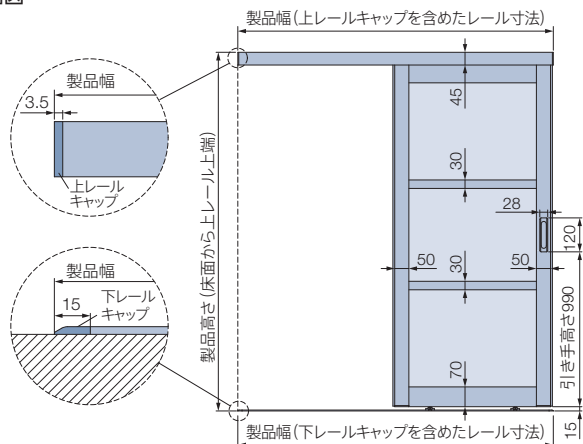 製品幅(上レールキャップを含めたレール寸法)
製品幅
3.5
上レール
キャップ
45
30
28
120
製品高さ(床面から上レール上端)
50
30
50
引き手高さ990
製品幅
15
下レール
キャップ
70
15
製品幅(下レールキャップを含めたレール寸法)